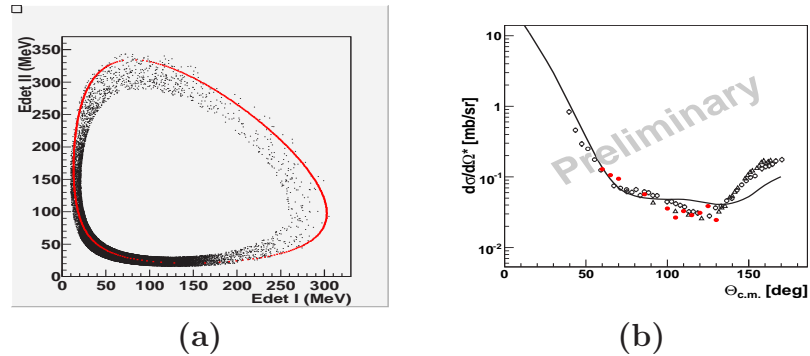 Edet II (MeV)
350
300
250
200
150
100
50
0
0 50 100 150 200 250 300
Edet I (MeV)
(a)
dσ/dΩ* [mb/sr]
10
1
10-1
10-2
Preliminary
0 50 100 150
Θc.m. [deg]
(b)